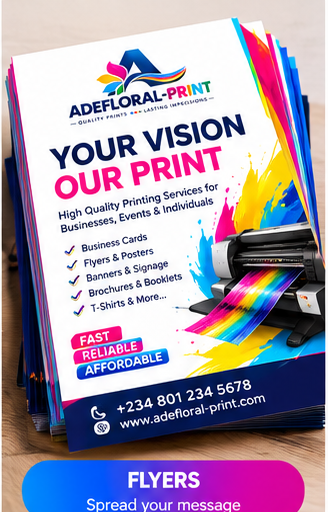 ADEFLORAL-PRINT
— QUALITY PRINTS ••• LASTING IMPRECISIONS —
YOUR VISION
OUR PRINT
High Quality Printing Services for
Businesses, Events & Individuals
Business Cards
Flyers & Posters
Banners & Signage
Brochures & Booklets
T-Shirts & More...
FAST
RELIABLE
AFFORDABLE
+234 801 234 5678
www.adefloral-print.com
FLYERS
Spread your message